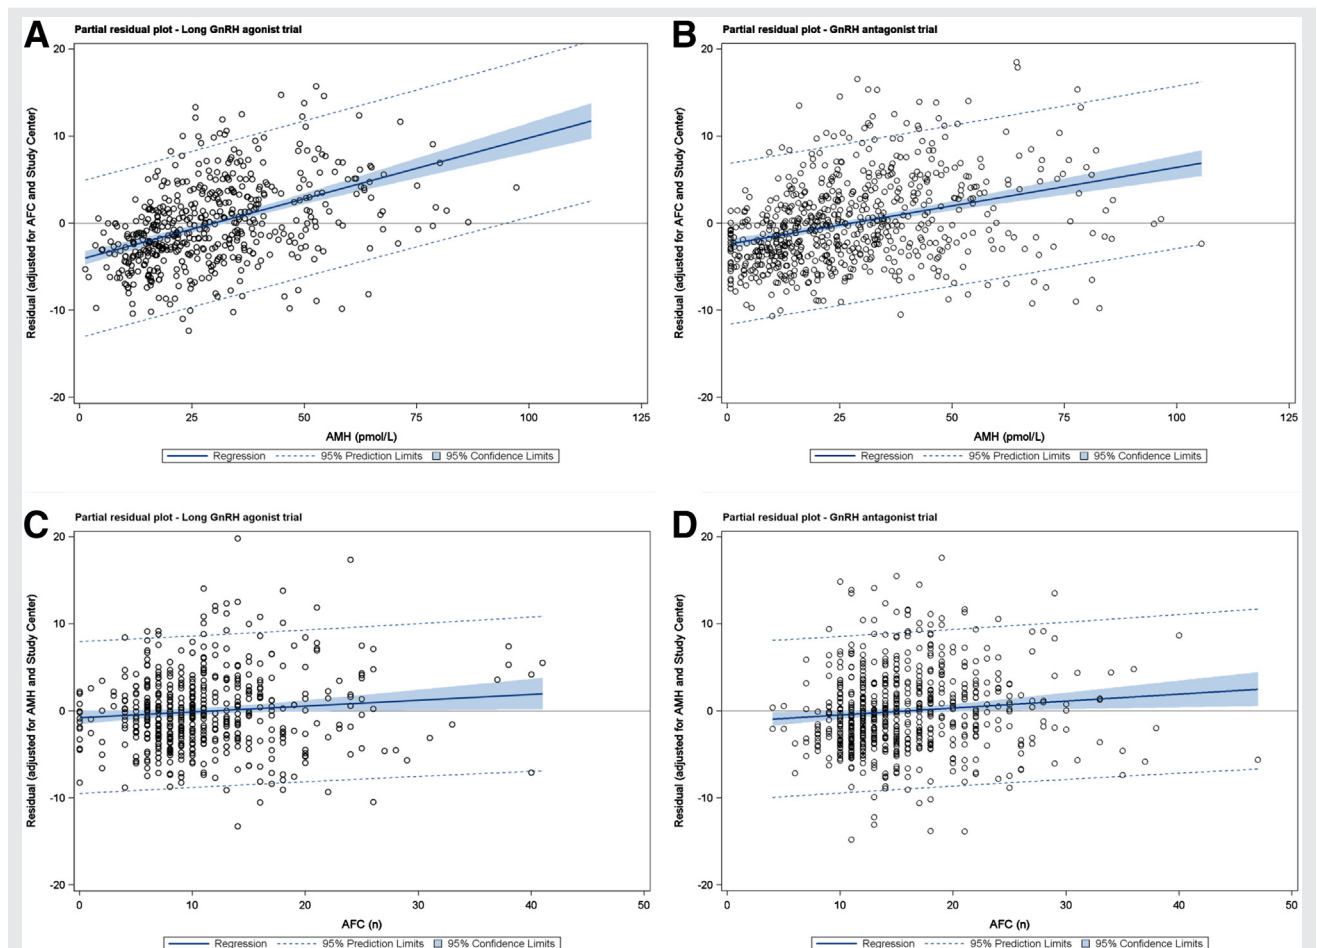 A
Partial residual plot - Long GnRH agonist trial
20
10
0
-10
-20
Residual (adjusted for AFC and Study Center)
0 25 50 75 100 125
AMH (pmol/L)
Regression 95% Prediction Limits 95% Confidence Limits
B
Partial residual plot - GnRH antagonist trial
20
10
0
-10
-20
Residual (adjusted for AFC and Study Center)
0 25 50 75 100 125
AMH (pmol/L)
Regression 95% Prediction Limits 95% Confidence Limits
C
Partial residual plot - Long GnRH agonist trial
20
10
0
-10
-20
Residual (adjusted for AMH and Study Center)
0 10 20 30 40 50
AFC (n)
Regression 95% Prediction Limits 95% Confidence Limits
D
Partial residual plot - GnRH antagonist trial
20
10
0
-10
-20
Residual (adjusted for AMH and Study Center)
10 20 30 40 50
AFC (n)
Regression 95% Prediction Limits 95% Confidence Limits